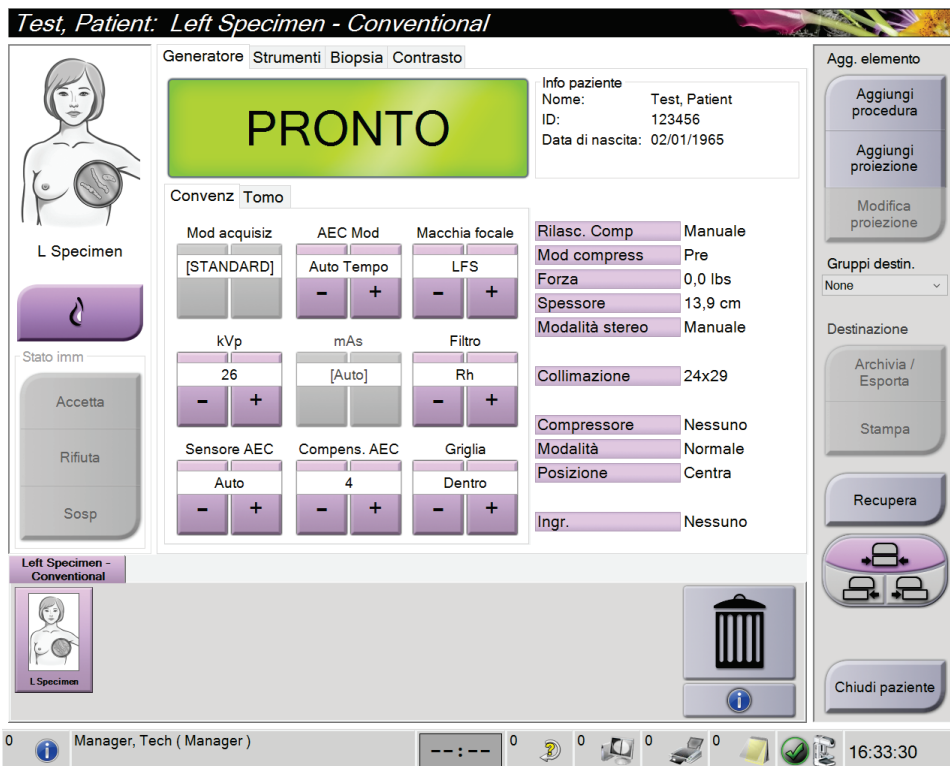 Test, Patient: Left Specimen - Conventional
L Specimen
Stato imm
Accetta
Rifiuta
Sosp
Generatore Strumenti Biopsia Contrasto
PRONTO
Info paziente
Nome: Test, Patient
ID: 123456
Data di nascita: 02/01/1965
Convenz Tomo
Mod acquisiz AEC Mod Macchia focale
[STANDARD] Auto Tempo LFS
- + - +
kVp mAs Filtro
26 [Auto] Rh
- + - +
Sensore AEC Compens. AEC Griglia
Auto 4 Dentro
- + - + - +
Rilasc. Comp Manuale
Mod compress Pre
Forza 0,0 lbs
Spessore 13,9 cm
Modalità stereo Manuale
Collimazione 24x29
Compressore Nessuno
Modalità Normale
Posizione Centra
Ingr. Nessuno
Agg. elemento
Aggiungi
procedura
Aggiungi
proiezione
Modifica
proiezione
Gruppi destin.
None
Destinazione
Archivia /
Esporta
Stampa
Recupera
Chiudi paziente
Left Specimen -
Conventional
L Specimen
0 Manager, Tech ( Manager ) --:-- 0 0 0 0 16:33:30